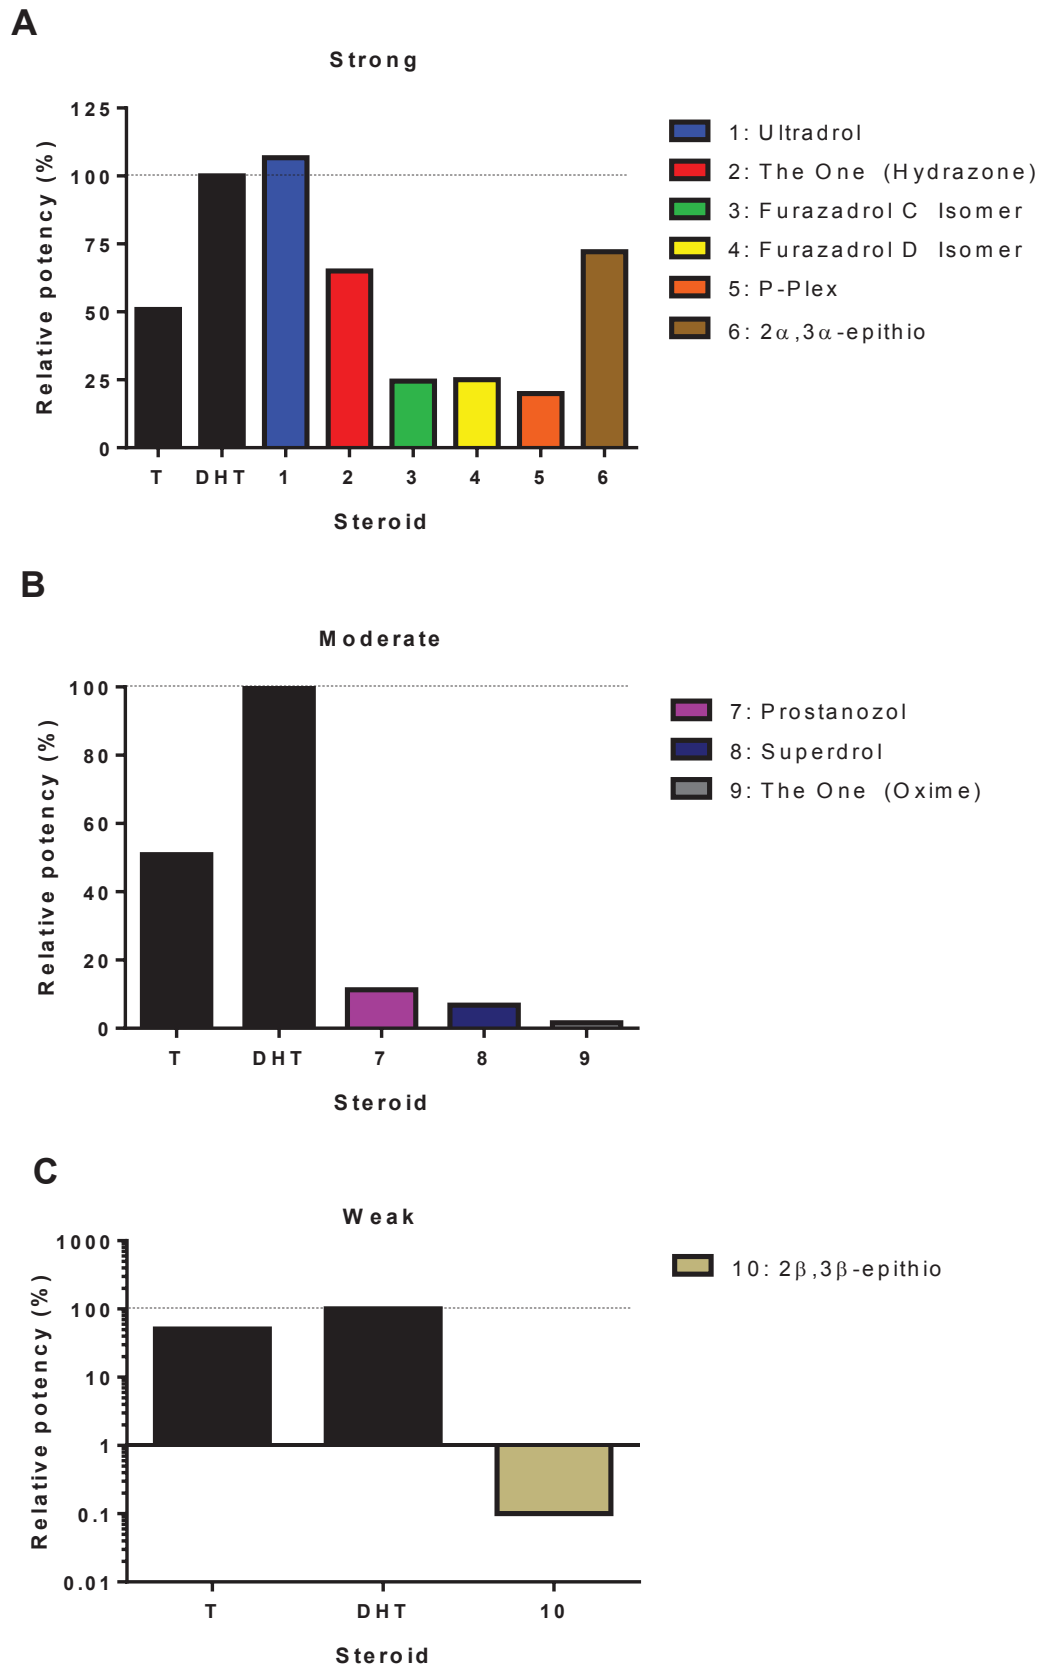 A
Strong
Relative potency (%)
125
100
75
50
25
0
T DHT 1 2 3 4 5 6
Steroid
1: Ultradrol
2: The One (Hydrazone)
3: Furazadrol C Isomer
4: Furazadrol D Isomer
5: P-Plex
6: 2α,3α-epithio
B
Moderate
Relative potency (%)
100
80
60
40
20
0
T DHT 7 8 9
Steroid
7: Prostanozol
8: Superdrol
9: The One (Oxime)
C
Weak
Relative potency (%)
1000
100
10
1
0.1
0.01
T DHT 10
Steroid
10: 2β,3β-epithio